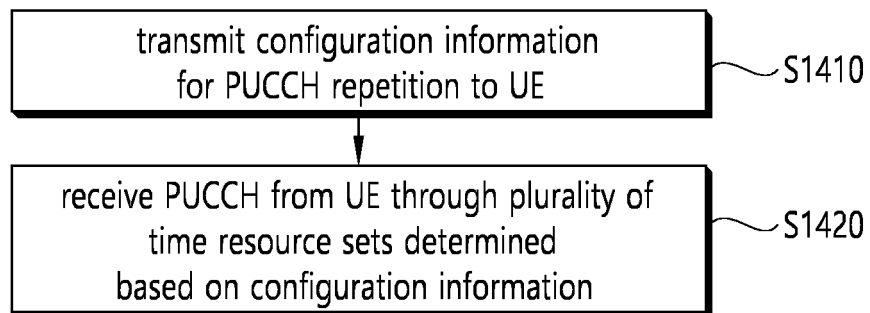 transmit configuration information
for PUCCH repetition to UE
S1410
receive PUCCH from UE through plurality of
time resource sets determined
based on configuration information
S1420